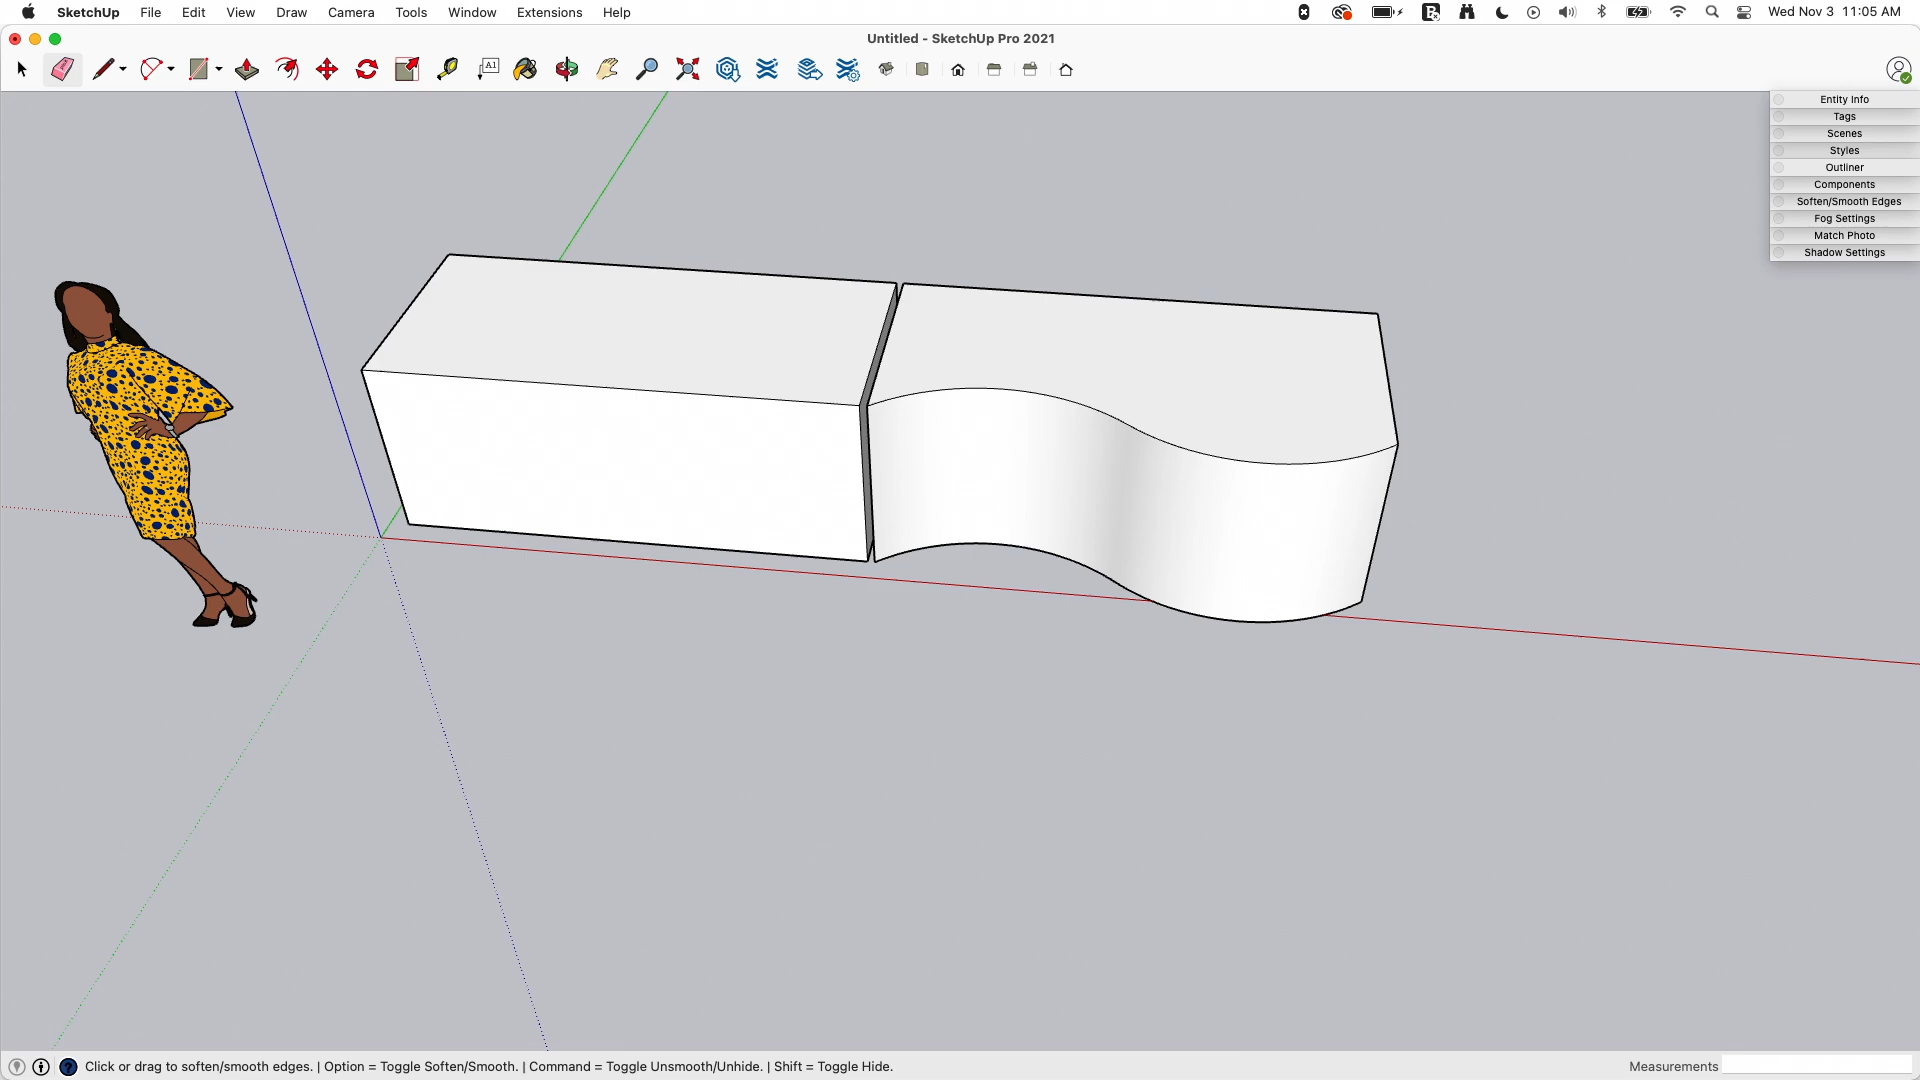 SketchUp File Edit View Draw Camera Tools Window Extensions Help Wed Nov 3 11:05 AM
Untitled - SketchUp Pro 2021
A1
Entity Info
Tags
Scenes
Styles
Outliner
Components
Soften/Smooth Edges
Fog Settings
Match Photo
Shadow Settings
Click or drag to soften/smooth edges. | Option = Toggle Soften/Smooth. | Command = Toggle Unsmooth/Unhide. | Shift = Toggle Hide. Measurements